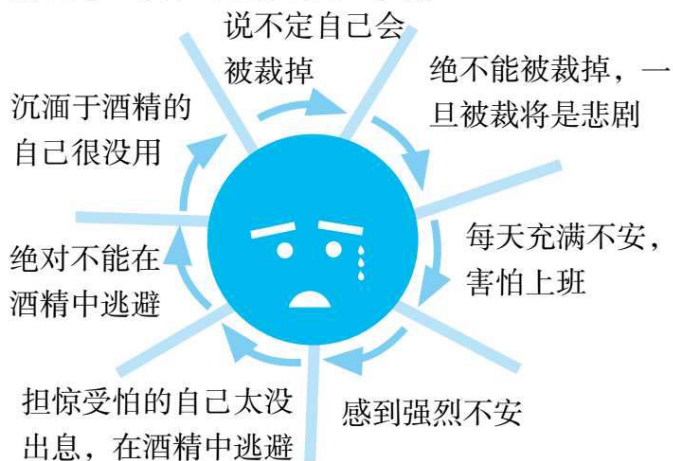 说不定自己会
被裁掉
绝不能被裁掉，一
旦被裁将是悲剧
每天充满不安，
害怕上班
感到强烈不安
担惊受怕的自己太没
出息，在酒精中逃避
绝对不能在
酒精中逃避
沉湎于酒精的
自己很没用